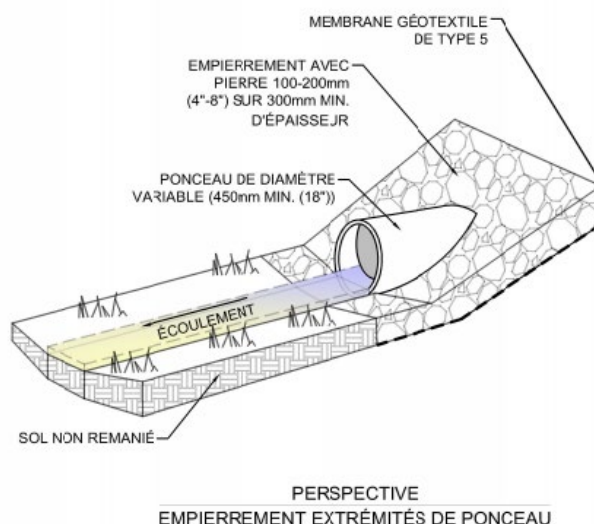 MEMBRANE GÉOTEXTILE
DE TYPE 5
EMPIERREMENT AVEC
PIERRE 100-200mm
(4"-8") SUR 300mm MIN.
D'ÉPAISSEJR
PONCEAU DE DIAMÈTRE
VARIABLE (450mm MIN. (18"))
ÉCOULEMENT
SOL NON REMANIÉ
PERSPECTIVE
EMPIERREMENT EXTRÉMITÉS DE PONCEAU